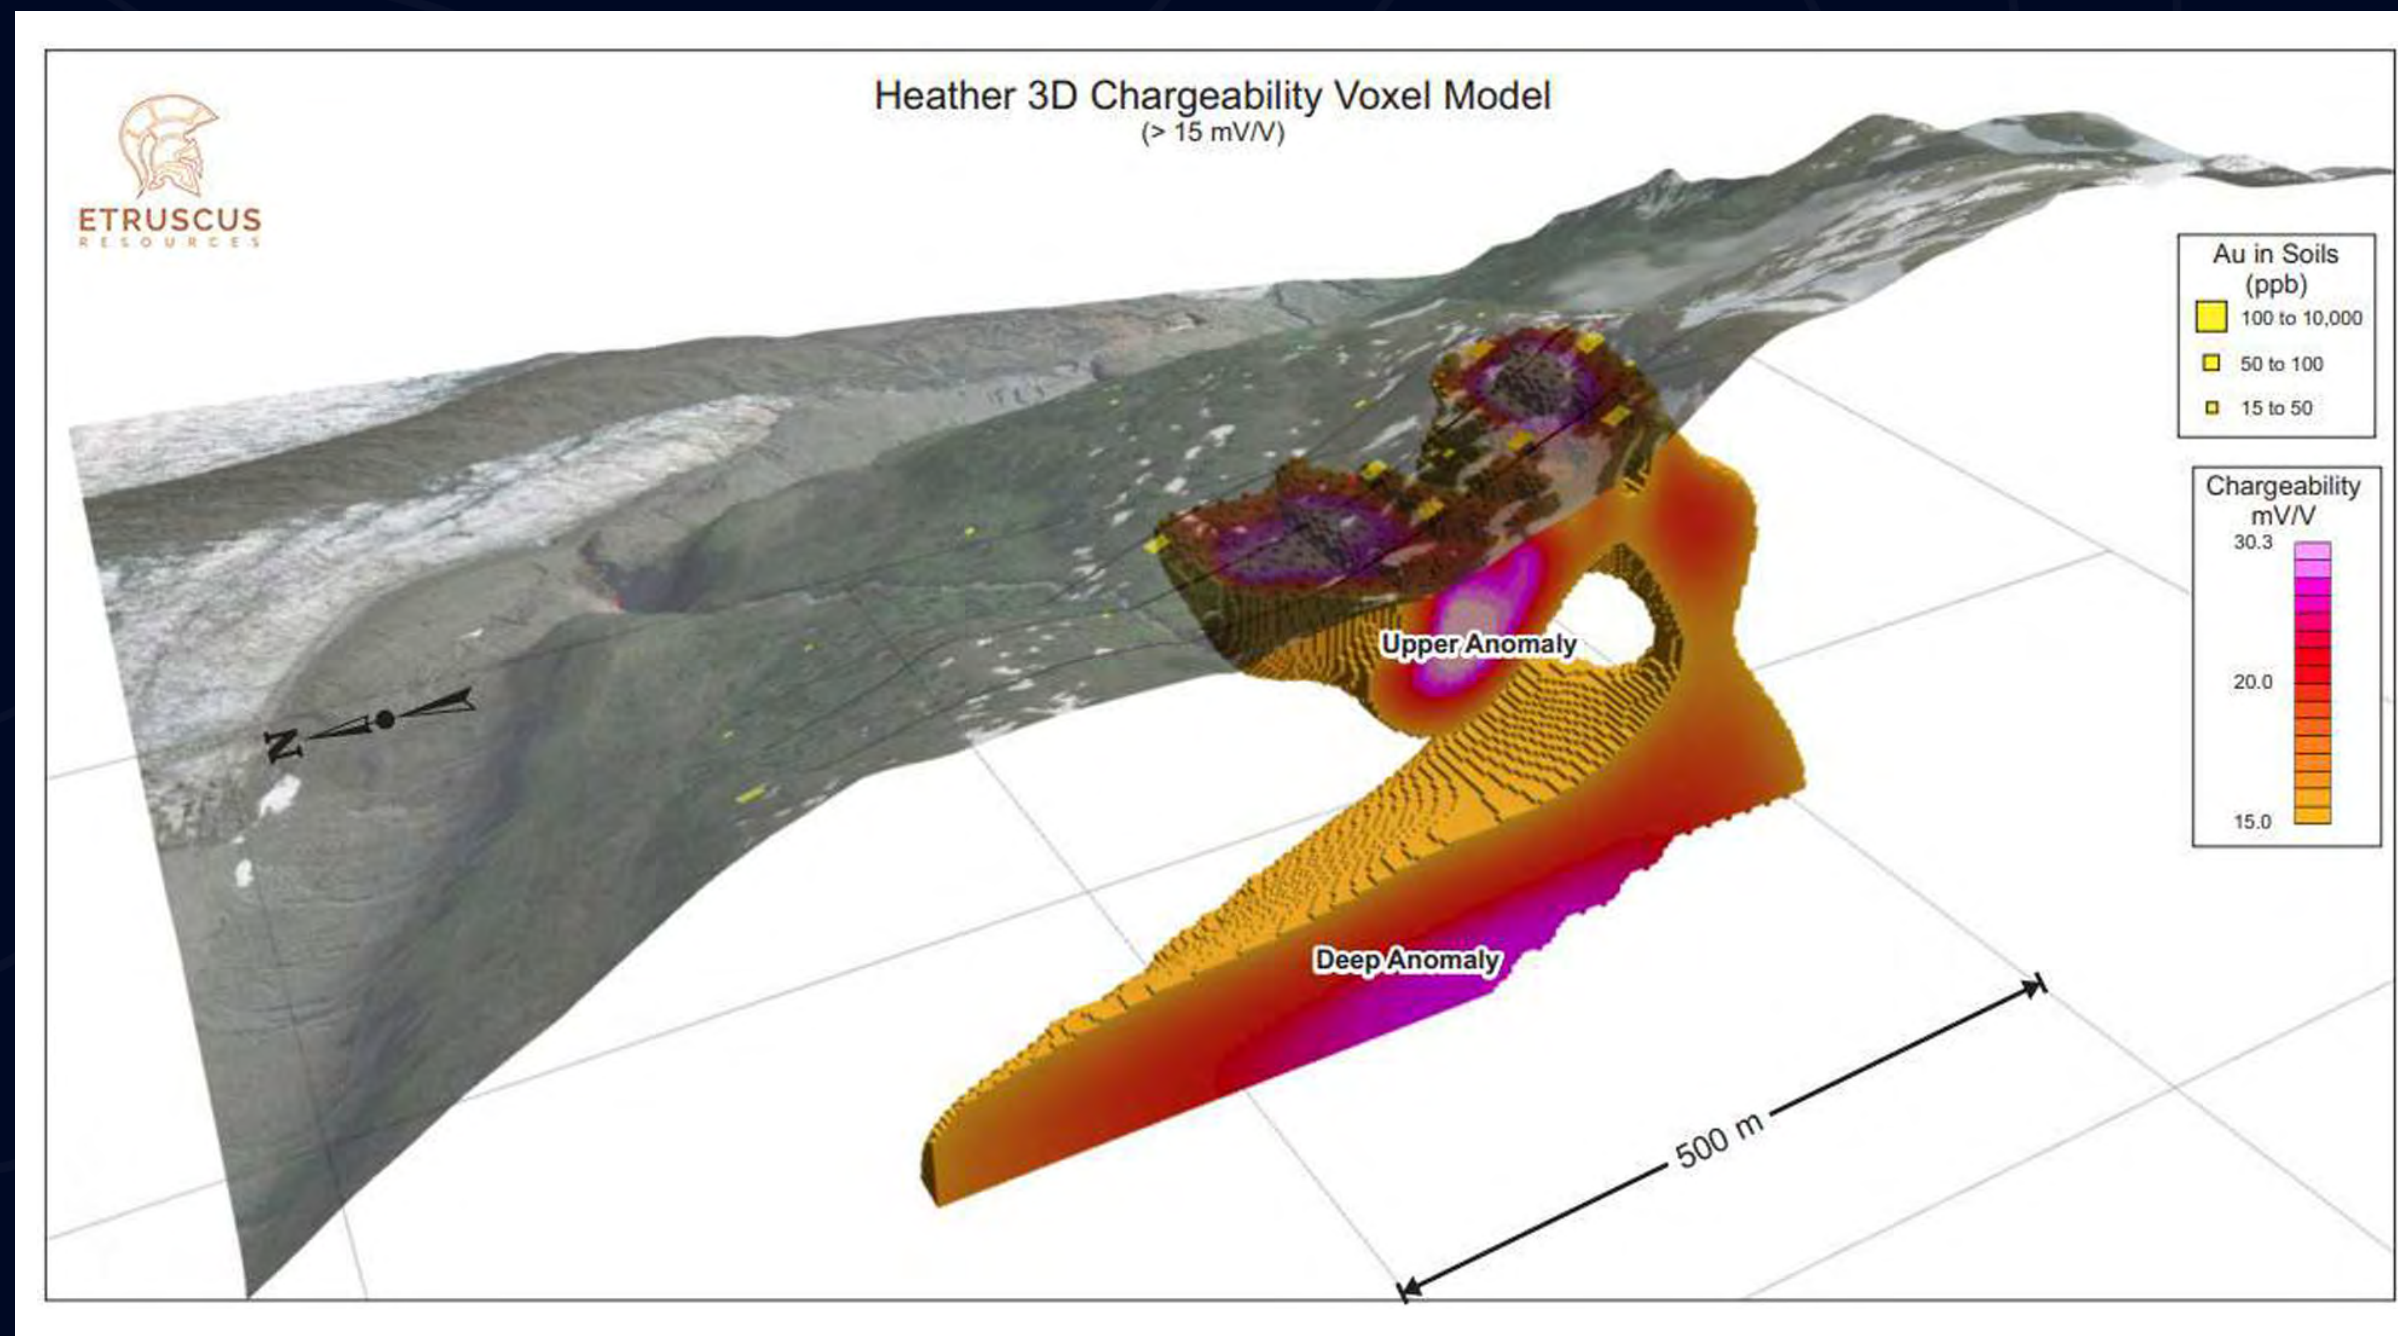 Heather 3D Chargeability Voxel Model
(> 15 mV/V)
ETRUSCUS
RESOURCES
Au in Soils
(ppb)
100 to 10,000
50 to 100
15 to 50
Chargeability
mV/V
30.3
20.0
15.0
Upper Anomaly
N
Deep Anomaly
500 m